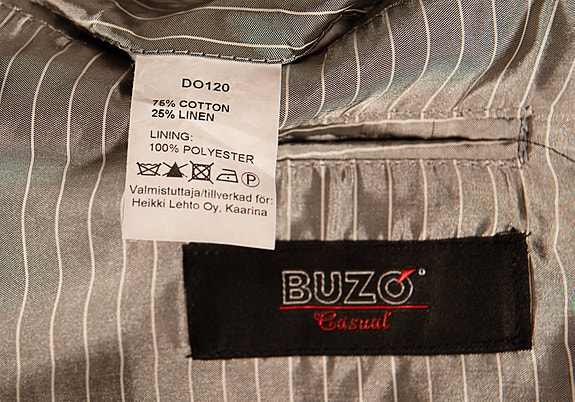 DO120
75% COTTON
25% LINEN
LINING:
100% POLYESTER
P
Valmistuttaja/tillverkad för:
Heikki Lehto Oy, Kaarina
BUZO
Casual